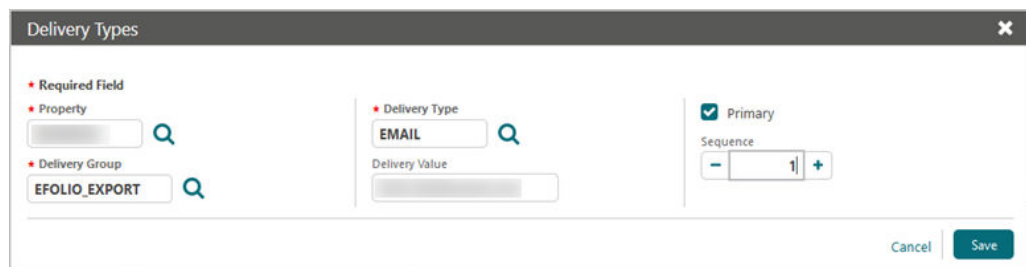 Delivery Types
* Required Field
* Property
* Delivery Type
EMAIL
Primary
Sequence
− 1 +
* Delivery Group
EFOLIO_EXPORT
Delivery Value
Cancel
Save